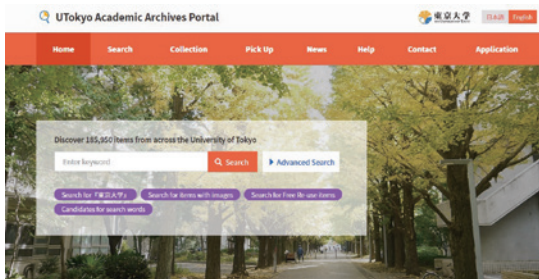 UTokyo Academic Archives Portal
東京大学
日本語 English
Home Search Collection Pick Up News Help Contact Application
Discover 185,950 items from across the University of Tokyo
Enter keyword Search Advanced Search
Search for『東京大学』 Search for items with images Search for Free file use items
Candidates for search words